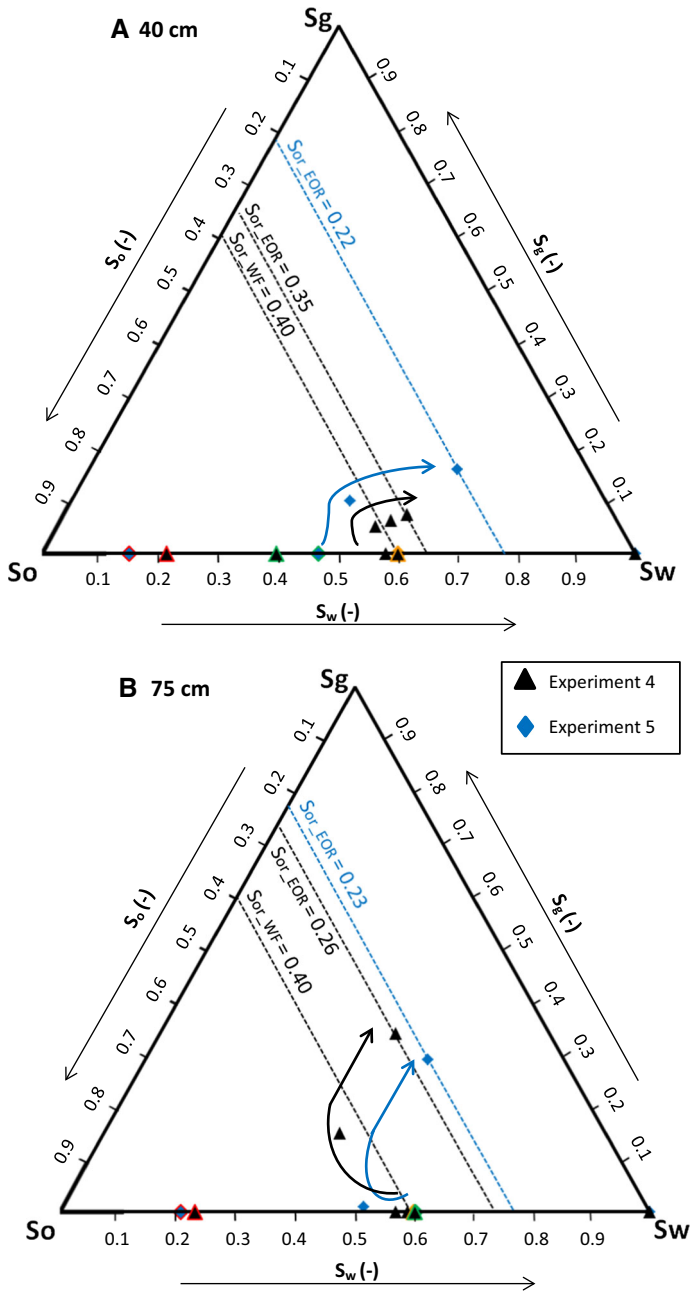 A 40 cm
Sg
0.1
0.2
0.3
0.4
0.5
0.6
0.7
0.8
0.9
So (-)
0.9
0.8
0.7
0.6
0.5
0.4
0.3
0.2
0.1
Sg (-)
Sor_EOR = 0.22
Sor_EOR = 0.35
Sor_WF = 0.40
So
Sw
0.1 0.2 0.3 0.4 0.5 0.6 0.7 0.8 0.9
Sw (-)
B 75 cm
Sg
Experiment 4
Experiment 5
0.1
0.2
0.3
0.4
0.5
0.6
0.7
0.8
0.9
So (-)
0.9
0.8
0.7
0.6
0.5
0.4
0.3
0.2
0.1
Sg (-)
Sor_EOR = 0.23
Sor_EOR = 0.26
Sor_WF = 0.40
So
Sw
0.1 0.2 0.3 0.4 0.5 0.6 0.7 0.8 0.9
Sw (-)